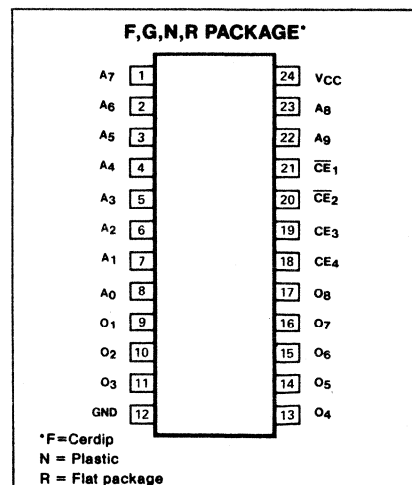 F,G,N,R PACKAGE*
A7 1 24 VCC
A6 2 23 A8
A5 3 22 A9
A4 4 21 C̅E̅1
A3 5 20 C̅E̅2
A2 6 19 CE3
A1 7 18 CE4
A0 8 17 O8
O1 9 16 O7
O2 10 15 O6
O3 11 14 O5
GND 12 13 O4
*F=Cerdip
N = Plastic
R = Flat package